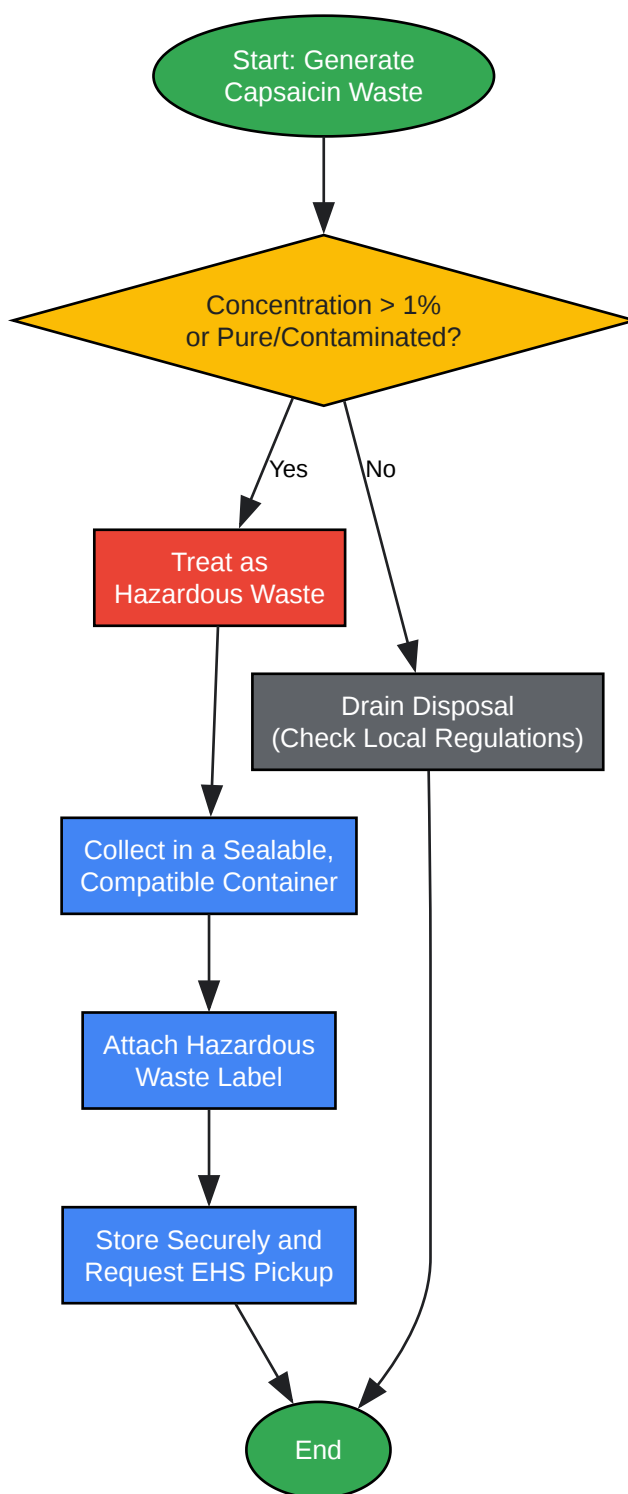 Start: Generate
Capsaicin Waste
Concentration > 1%
or Pure/Contaminated?
Yes
No
Treat as
Hazardous Waste
Drain Disposal
(Check Local Regulations)
Collect in a Sealable,
Compatible Container
Attach Hazardous
Waste Label
Store Securely and
Request EHS Pickup
End